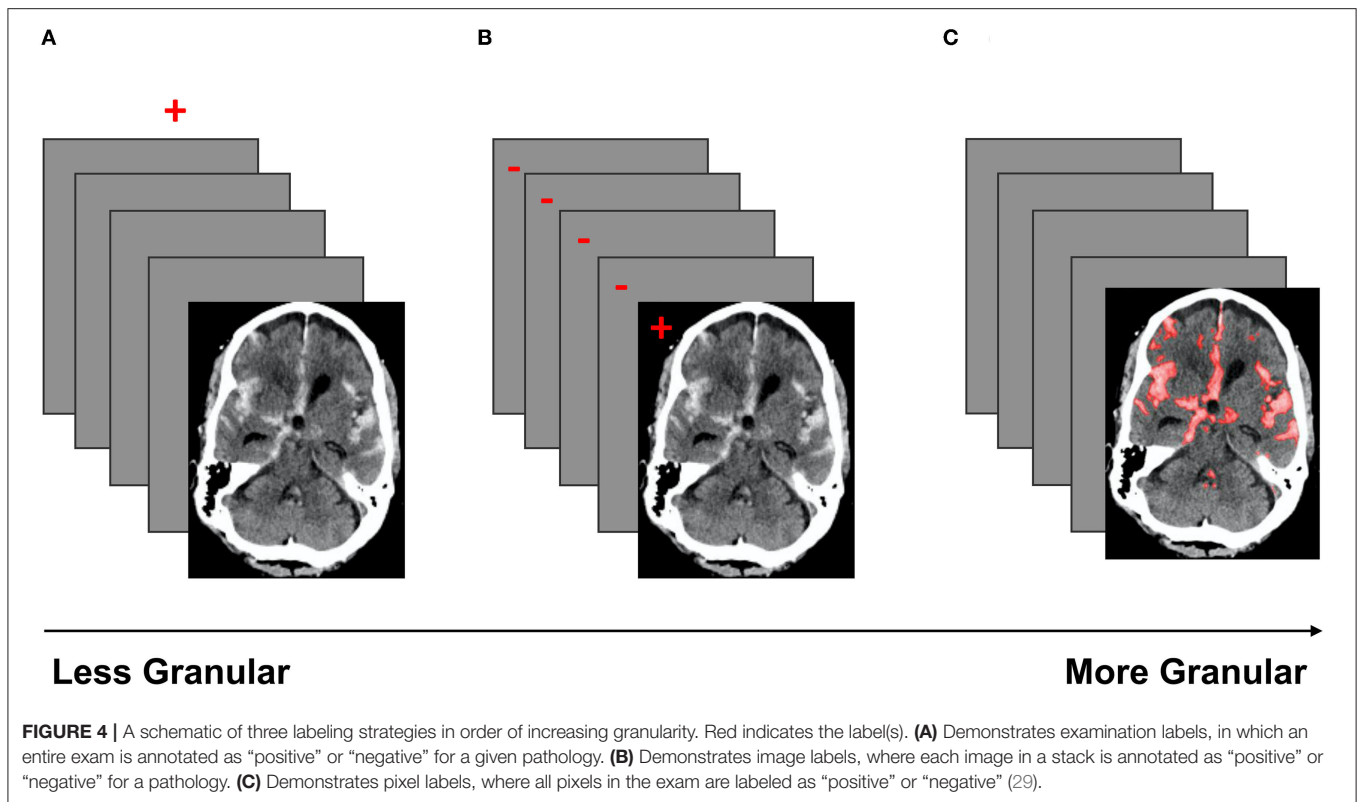 A
B
C
+
-
-
-
-
+
Less Granular
More Granular
FIGURE 4 | A schematic of three labeling strategies in order of increasing granularity. Red indicates the label(s). (A) Demonstrates examination labels, in which an
entire exam is annotated as “positive” or “negative” for a given pathology. (B) Demonstrates image labels, where each image in a stack is annotated as “positive” or
“negative” for a pathology. (C) Demonstrates pixel labels, where all pixels in the exam are labeled as “positive” or “negative” (29).